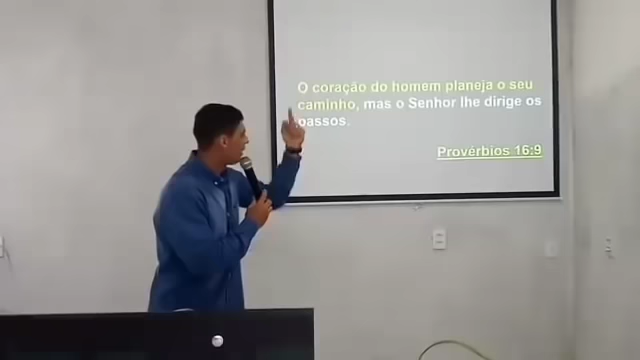 O coração do homem planeja o seu
caminho, mas o Senhor lhe dirige os
passos.
Provérbios 16:9